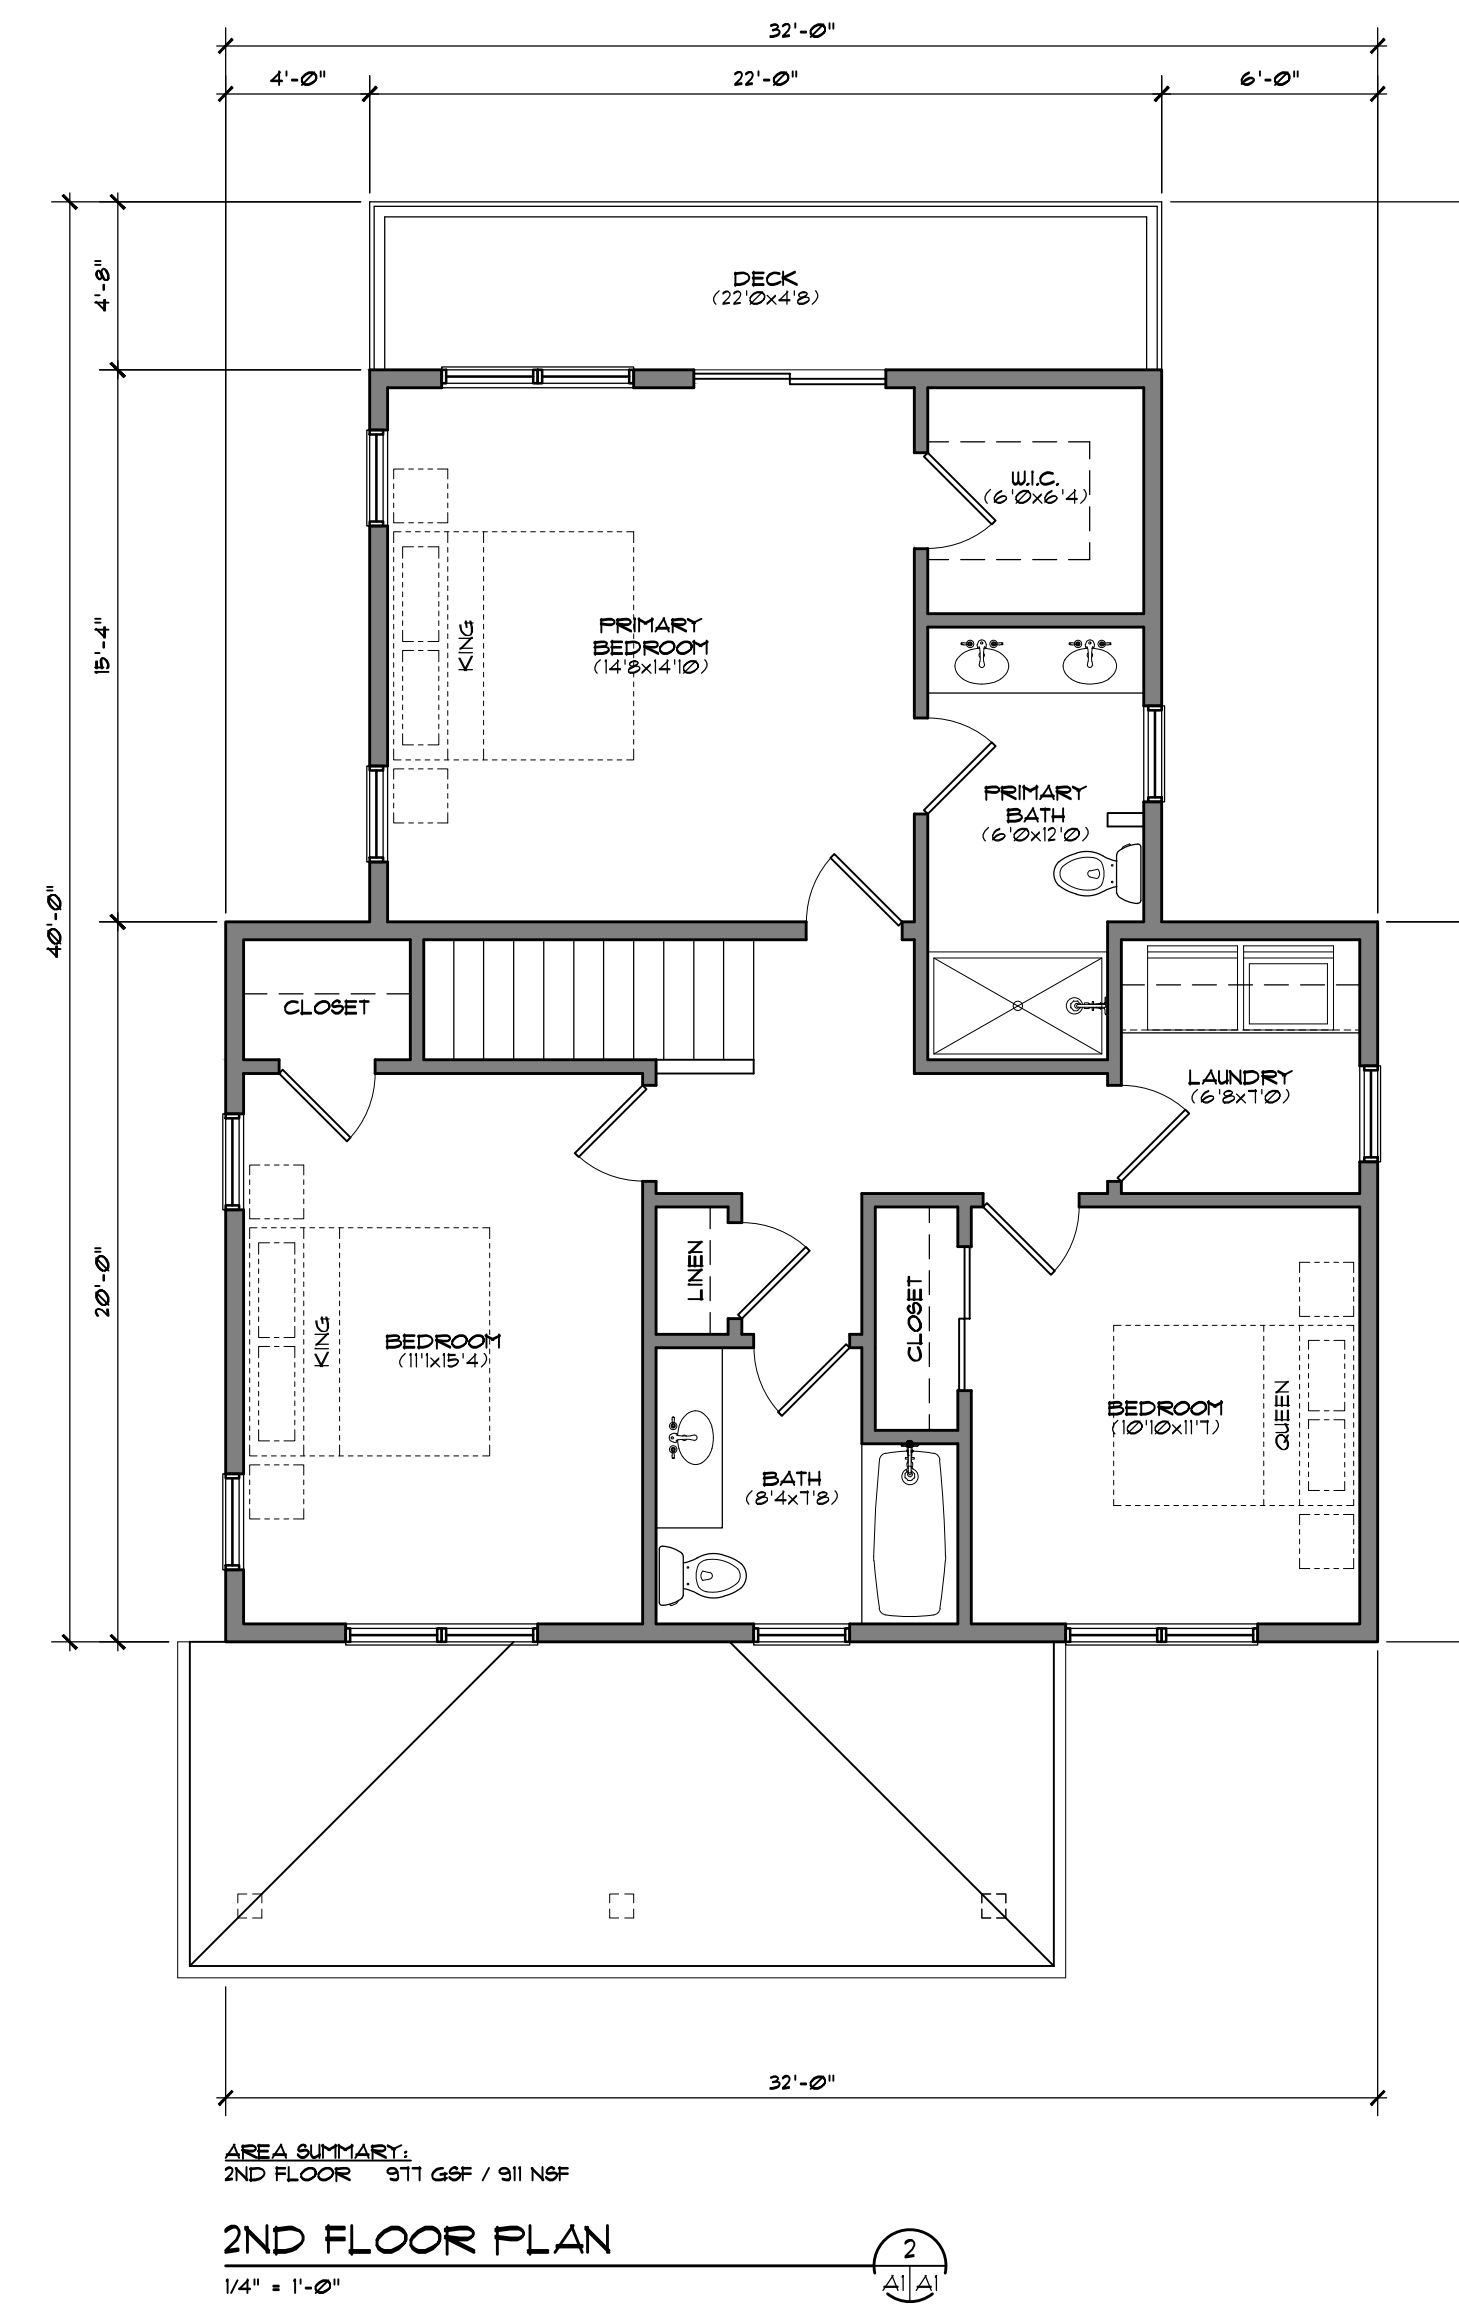 32'-0"
4'-0" 22'-0" 6'-0"
4'-8"
DECK
(22'0x4'8)
W.I.C.
(6'0x6'4)
15'-4"
KING
PRIMARY
BEDROOM
(14'8x14'10)
PRIMARY
BATH
(6'0x12'0)
40'-0"
CLOSET
LAUNDRY
(6'8x7'0)
20'-0"
LINEN
CLOSET
KING
BEDROOM
(11'1x15'4)
BEDROOM
(10'10x11'7)
QUEEN
BATH
(8'4x7'8)
32'-0"
AREA SUMMARY:
2ND FLOOR 977 GSF / 911 NSF
2ND FLOOR PLAN
2
1/4" = 1'-0"
A1 A1